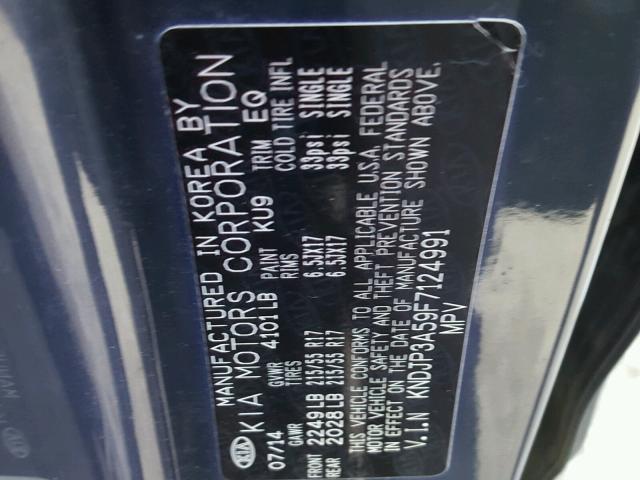 KIA MANUFACTURED IN KOREA BY
KIA MOTORS CORPORATION
07/14 GVWR 4101LB PAINT KU9 TRIM EQ
GAWR TIRES RIMS COLD TIRE INFL
FRONT 2249LB 215/55 R17 6.5JX17 33psi SINGLE
REAR 2028LB 215/55 R17 6.5JX17 33psi SINGLE
THIS VEHICLE CONFORMS TO ALL APPLICABLE U.S.A. FEDERAL
MOTOR VEHICLE SAFETY AND THEFT PREVENTION STANDARDS
IN EFFECT ON THE DATE OF MANUFACTURE SHOWN ABOVE.
V.I.N KNDJP3A59F7124991
MPV